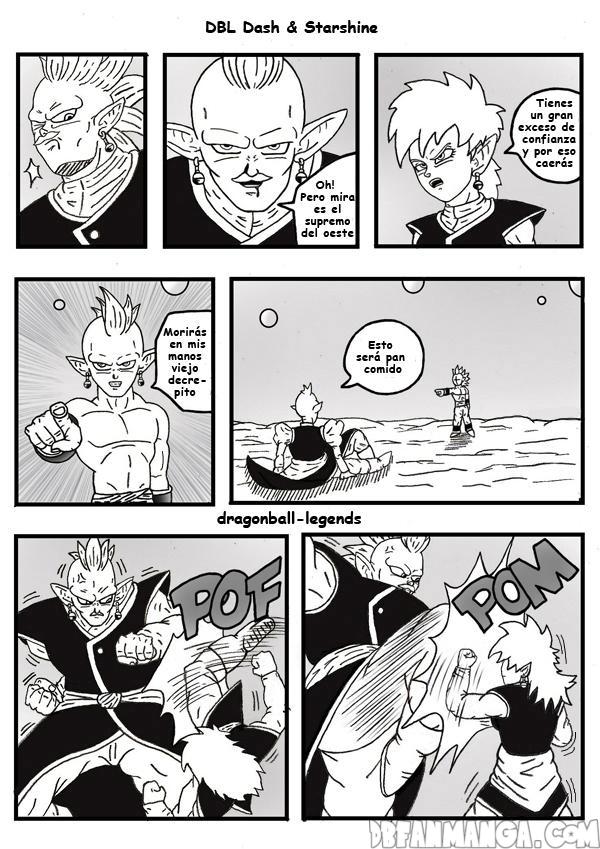 DBL Dash & Starshine
Oh!
Pero mira
es el
supremo
del oeste
Tienes
un gran
exceso de
confianza
y por eso
caerás
Morirás
en mis
manos
viejo
decre-
pito
Esto
será pan
comido
dragonball-legends
POF
POM
DBFANMANGA.COM